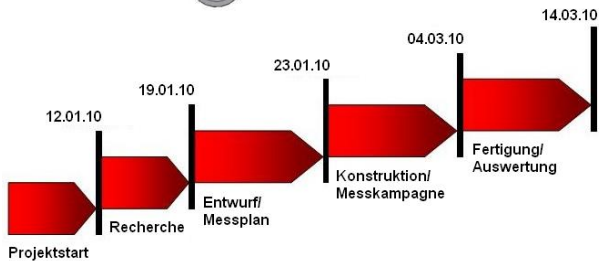 14.03.10
04.03.10
23.01.10
19.01.10
12.01.10
Fertigung/
Auswertung
Konstruktion/
Messkampagne
Entwurf/
Messplan
Recherche
Projektstart